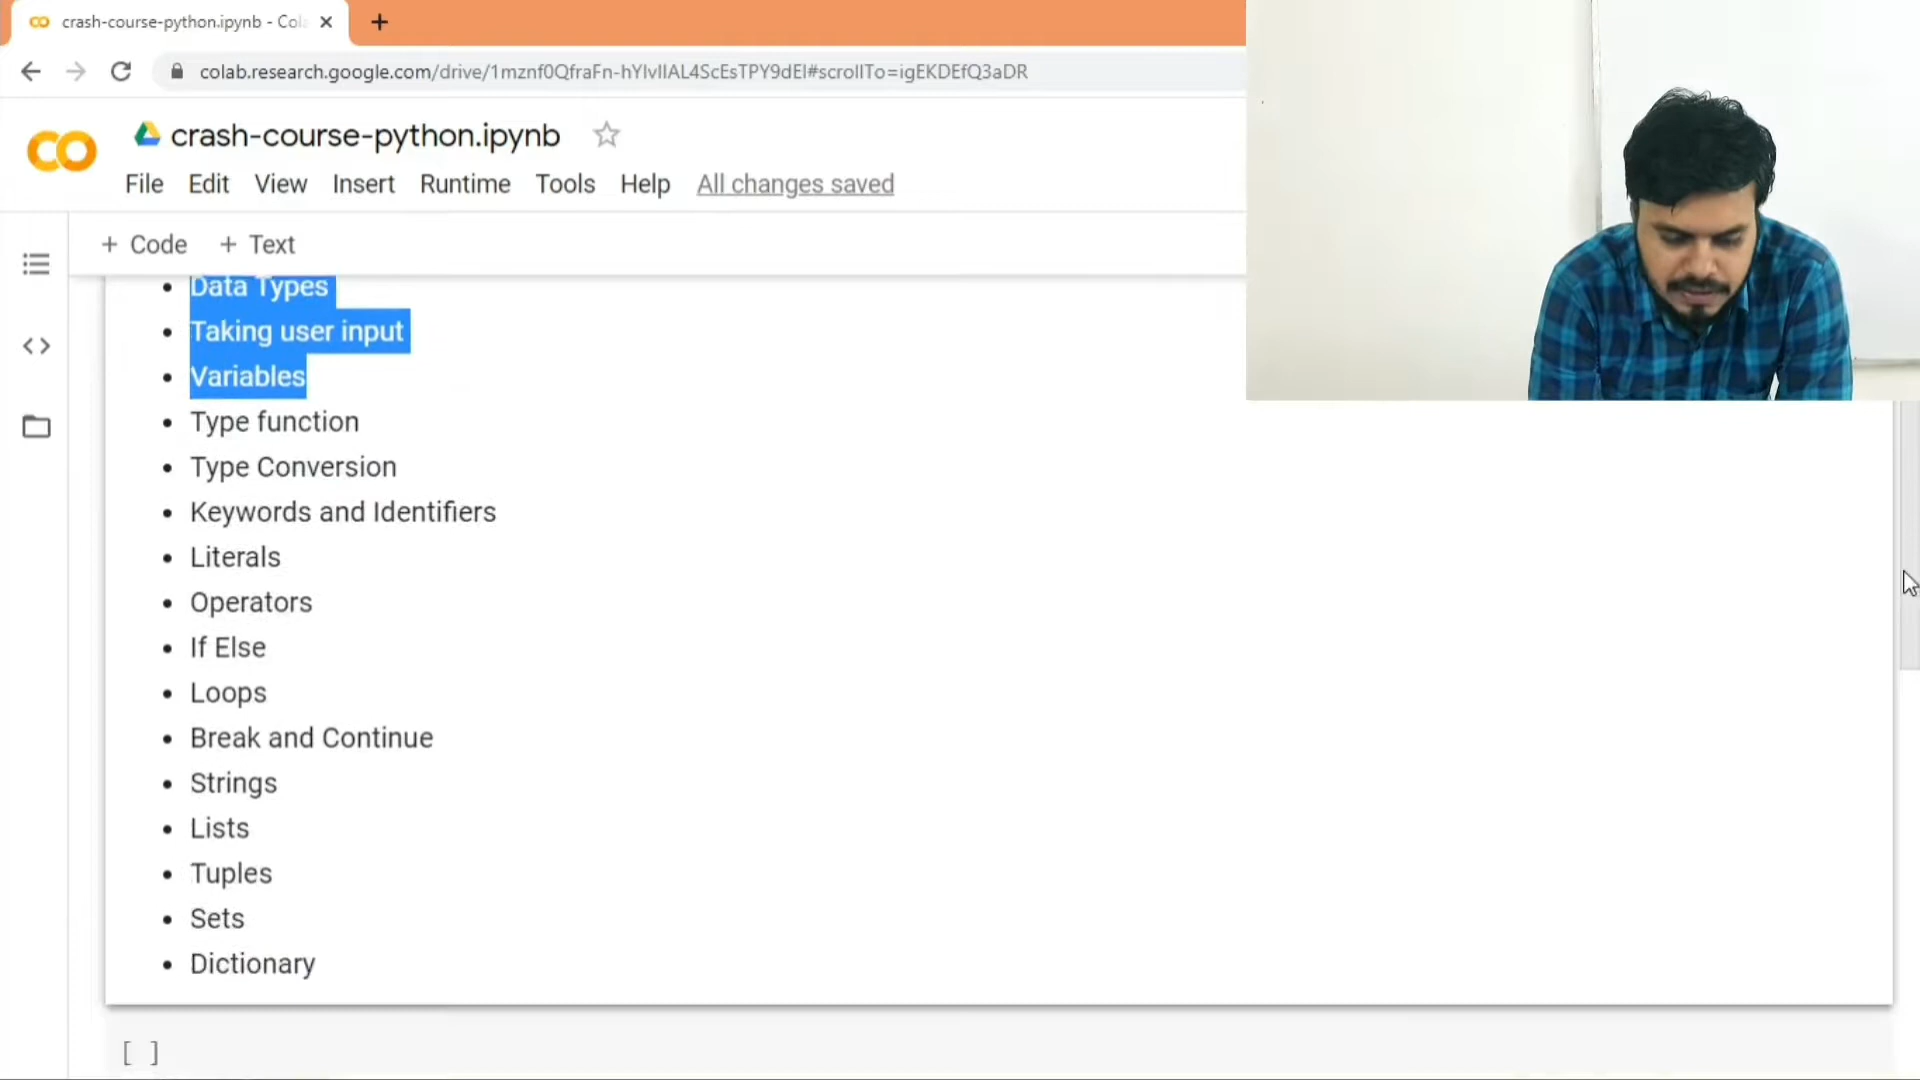 crash-course-python.ipynb - Cola
colab.research.google.com/drive/1mznf0QfraFn-hYlvIlAL4ScEsTPY9dEl#scrollTo=igEKDEfQ3aDR
CO
crash-course-python.ipynb
File Edit View Insert Runtime Tools Help All changes saved
+ Code + Text
• Data Types
• Taking user input
• Variables
• Type function
• Type Conversion
• Keywords and Identifiers
• Literals
• Operators
• If Else
• Loops
• Break and Continue
• Strings
• Lists
• Tuples
• Sets
• Dictionary
[ ]